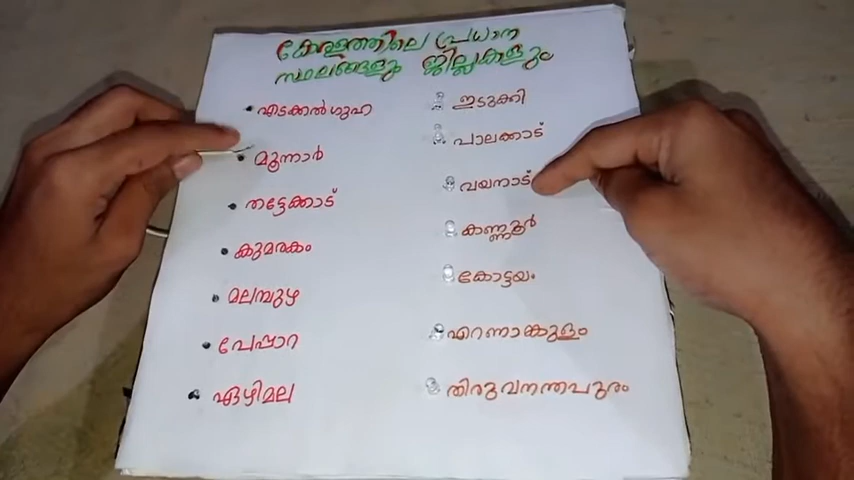 കേരളത്തിലെ പ്രധാന
സ്ഥലങ്ങളും ജില്ലകളും
എടക്കൽഗുഹ
ഇടുക്കി
മൂന്നാർ
പാലക്കാട്
തട്ടേക്കാട്
വയനാട്
കുമരകം
കണ്ണൂർ
മലമ്പുഴ
കോട്ടയം
പേപ്പാറ
എറണാക്കുളം
ഏഴിമല
തിരുവനന്തപുരം